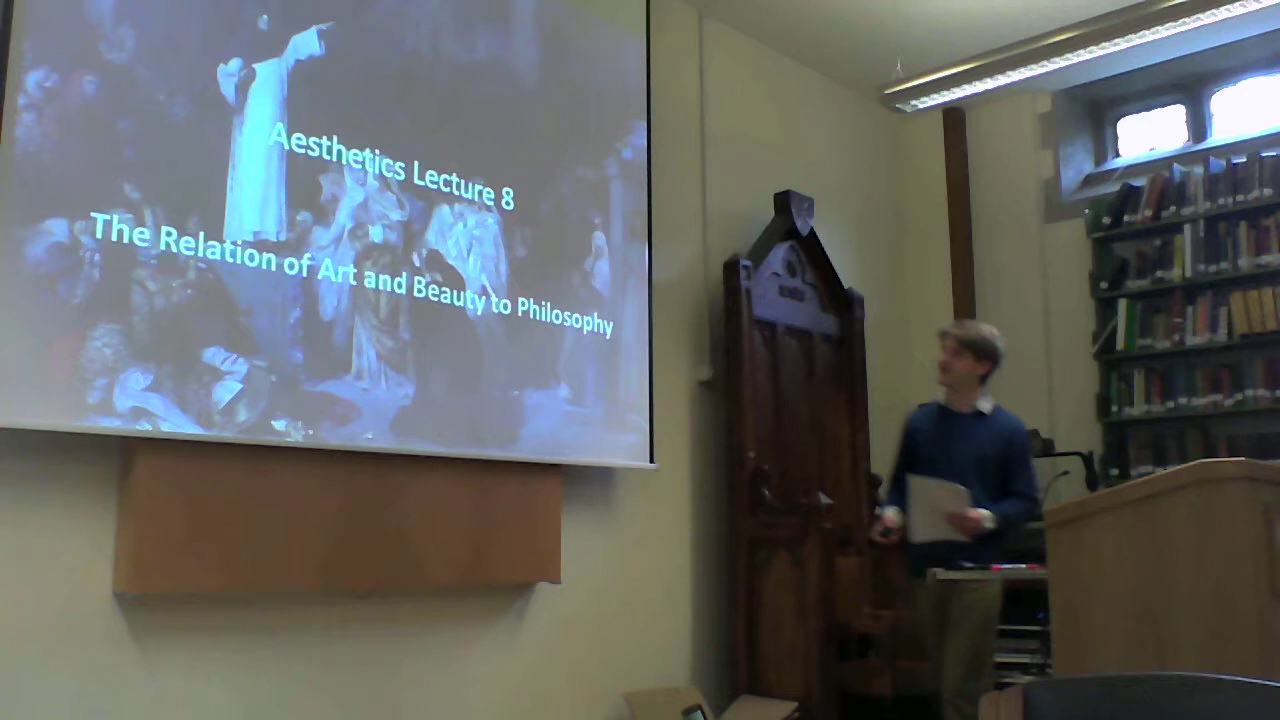 Aesthetics Lecture 8
The Relation of Art and Beauty to Philosophy